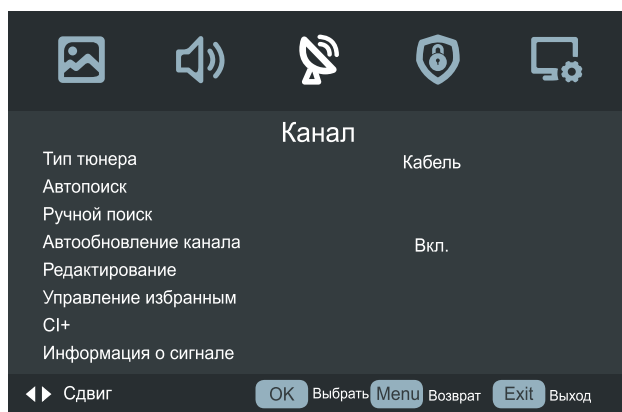 Канал
Тип тюнера Кабель
Автопоиск
Ручной поиск
Автообновление канала Вкл.
Редактирование
Управление избранным
CI+
Информация о сигнале
Сдвиг OK Выбрать Menu Возврат Exit Выход